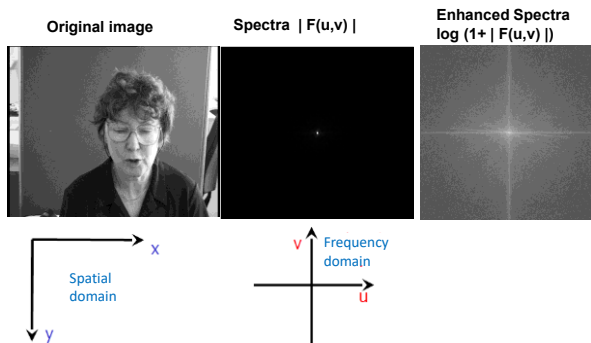 Original image
Spectra | F(u,v) |
Enhanced Spectra
log (1+ | F(u,v) |)
x
Spatial
domain
y
v
Frequency
domain
u